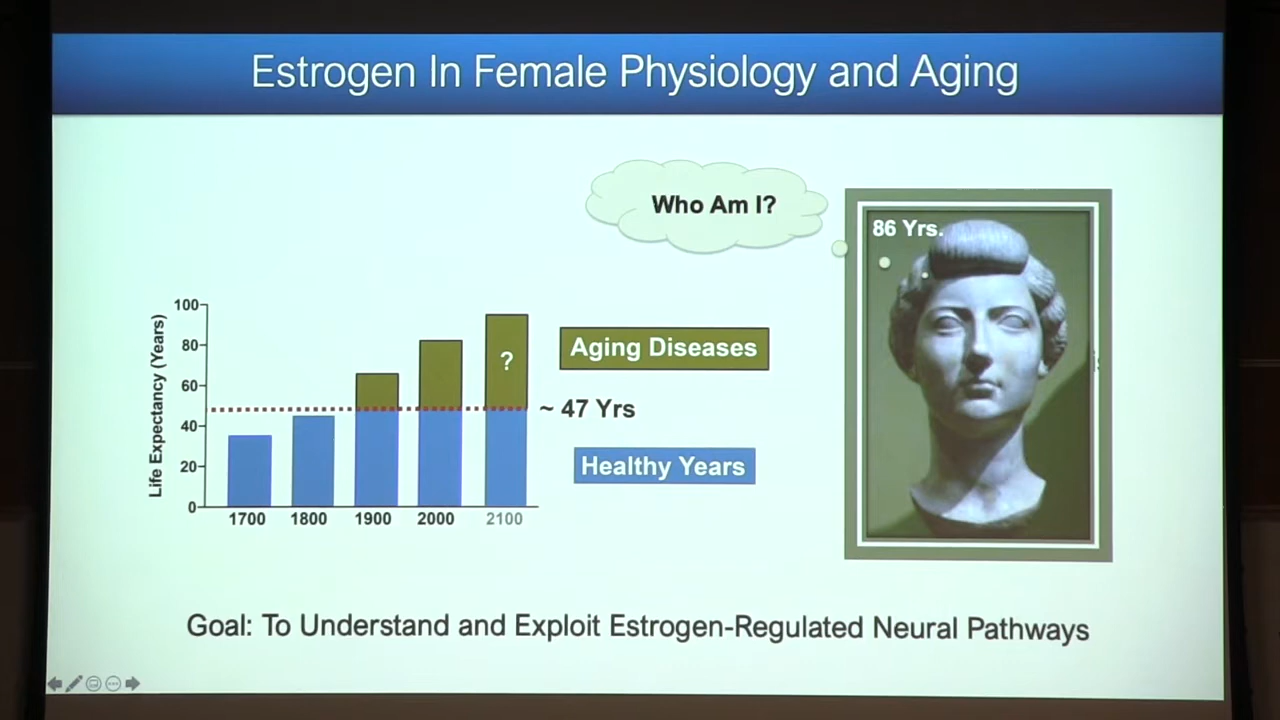 Estrogen In Female Physiology and Aging
Who Am I?
86 Yrs.
Life Expectancy (Years)
100
80
60
40
20
0
?
1700
1800
1900
2000
2100
Aging Diseases
~ 47 Yrs
Healthy Years
Goal: To Understand and Exploit Estrogen-Regulated Neural Pathways